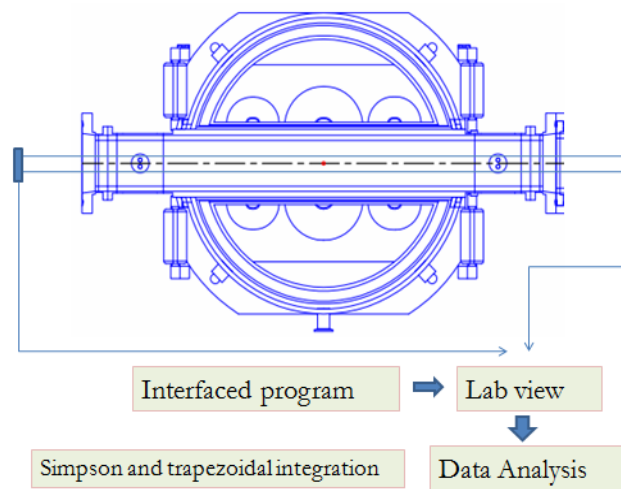 Interfaced program
Lab view
Simpson and trapezoidal integration
Data Analysis